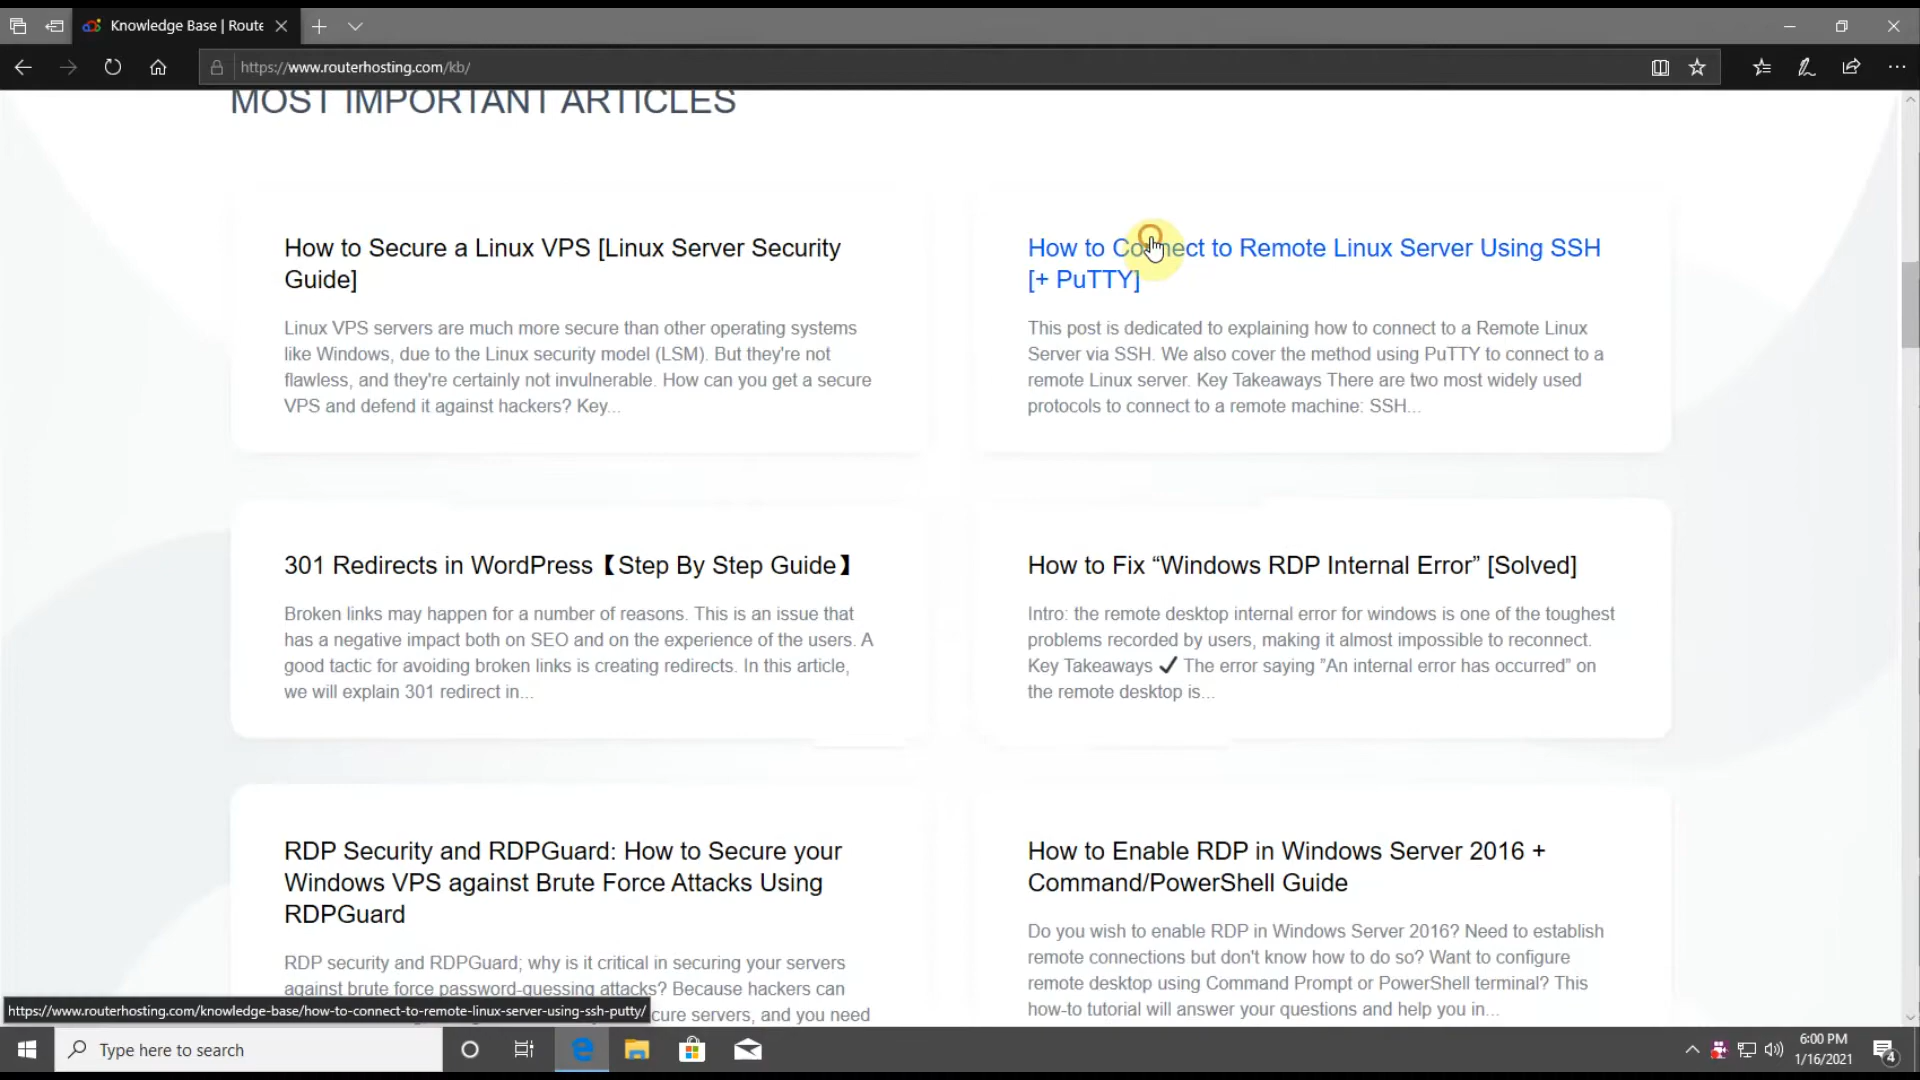 Knowledge Base | Route
https://www.routerhosting.com/kb/
MOST IMPORTANT ARTICLES
How to Secure a Linux VPS [Linux Server Security
Guide]
Linux VPS servers are much more secure than other operating systems
like Windows, due to the Linux security model (LSM). But they're not
flawless, and they're certainly not invulnerable. How can you get a secure
VPS and defend it against hackers? Key...
How to Connect to Remote Linux Server Using SSH
[+ PuTTY]
This post is dedicated to explaining how to connect to a Remote Linux
Server via SSH. We also cover the method using PuTTY to connect to a
remote Linux server. Key Takeaways There are two most widely used
protocols to connect to a remote machine: SSH...
301 Redirects in WordPress【Step By Step Guide】
Broken links may happen for a number of reasons. This is an issue that
has a negative impact both on SEO and on the experience of the users. A
good tactic for avoiding broken links is creating redirects. In this article,
we will explain 301 redirect in...
How to Fix “Windows RDP Internal Error” [Solved]
Intro: the remote desktop internal error for windows is one of the toughest
problems recorded by users, making it almost impossible to reconnect.
Key Takeaways ✓ The error saying ”An internal error has occurred” on
the remote desktop is...
RDP Security and RDPGuard: How to Secure your
Windows VPS against Brute Force Attacks Using
RDPGuard
RDP security and RDPGuard; why is it critical in securing your servers
against brute force password-guessing attacks? Because hackers can
cure servers, and you need
How to Enable RDP in Windows Server 2016 +
Command/PowerShell Guide
Do you wish to enable RDP in Windows Server 2016? Need to establish
remote connections but don't know how to do so? Want to configure
remote desktop using Command Prompt or PowerShell terminal? This
how-to tutorial will answer your questions and help you in...
https://www.routerhosting.com/knowledge-base/how-to-connect-to-remote-linux-server-using-ssh-putty/
Type here to search
6:00 PM
1/16/2021
4